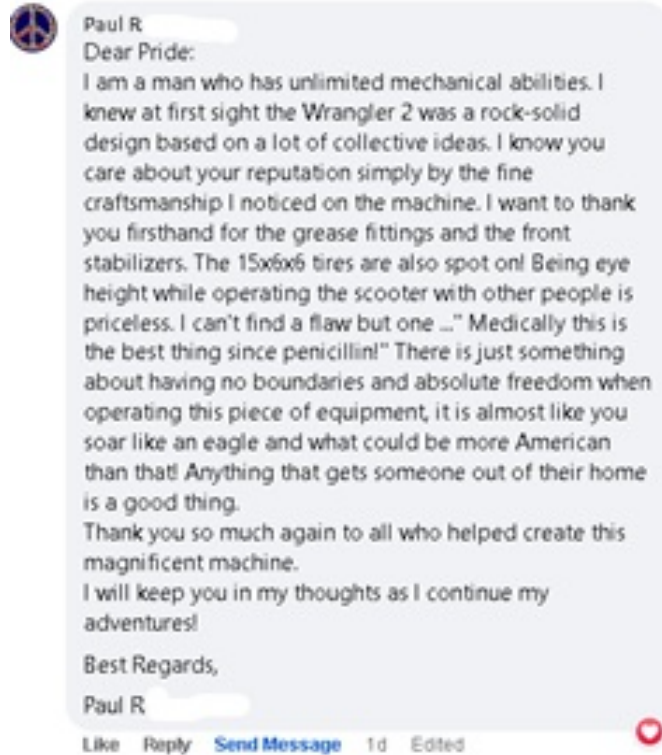 Paul R
Dear Pride:
I am a man who has unlimited mechanical abilities. I
knew at first sight the Wrangler 2 was a rock-solid
design based on a lot of collective ideas. I know you
care about your reputation simply by the fine
craftsmanship I noticed on the machine. I want to thank
you firsthand for the grease fittings and the front
stabilizers. The 15x6x6 tires are also spot on! Being eye
height while operating the scooter with other people is
priceless. I can't find a flaw but one ..." Medically this is
the best thing since penicillin!" There is just something
about having no boundaries and absolute freedom when
operating this piece of equipment, it is almost like you
soar like an eagle and what could be more American
than that! Anything that gets someone out of their home
is a good thing.
Thank you so much again to all who helped create this
magnificent machine.
I will keep you in my thoughts as I continue my
adventures!
Best Regards,
Paul R
Like Reply Send Message 1d Edited